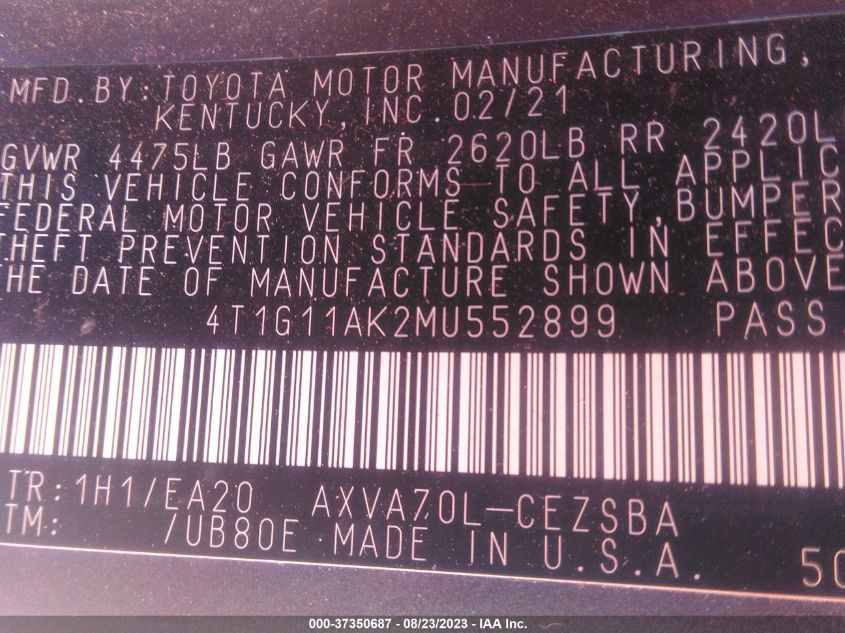 MFD. BY: TOYOTA MOTOR MANUFACTURING,
KENTUCKY, INC. 02/21
GVWR 4475LB GAWR FR 2620LB RR 2420L
THIS VEHICLE CONFORMS TO ALL APPLIC
FEDERAL MOTOR VEHICLE SAFETY, BUMPER
THEFT PREVENTION STANDARDS IN EFFEC
THE DATE OF MANUFACTURE SHOWN ABOVE
4T1G11AK2MU552899 PASS.
TR: 1H1/EA20 AXVA70L-CEZSBA
TM: /UB80E MADE IN U.S.A. 50
000-37350687 - 08/23/2023 - IAA Inc.